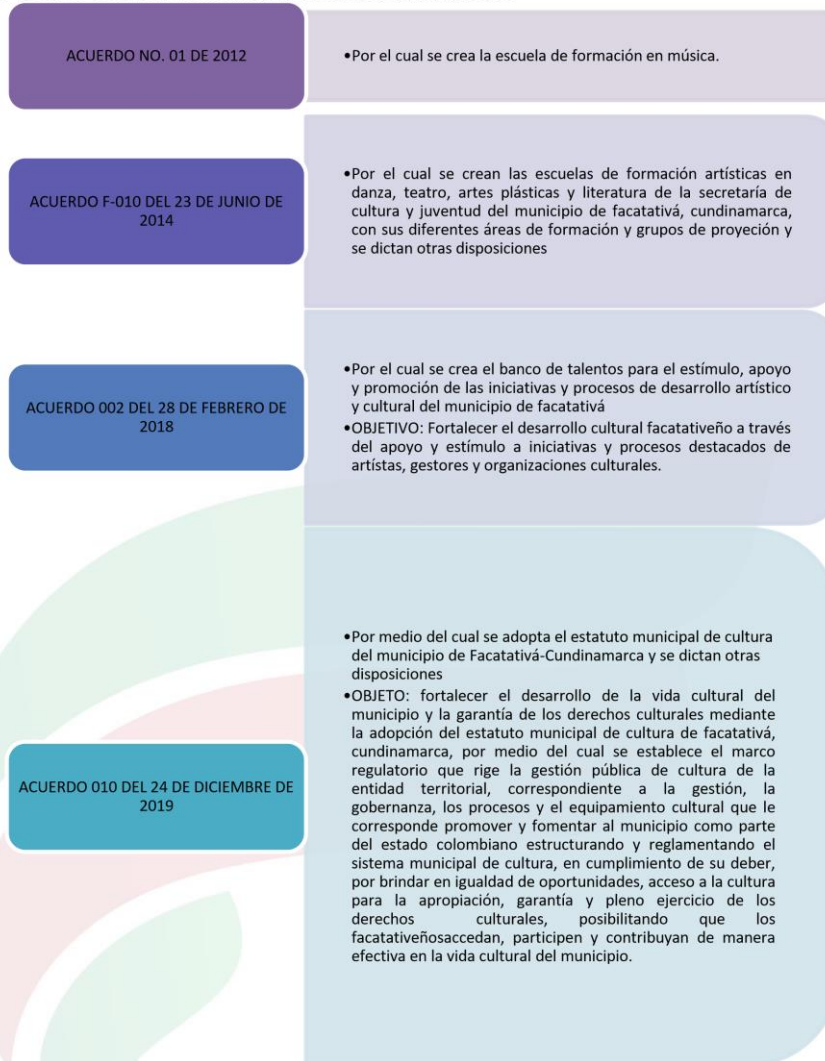 ACUERDO NO. 01 DE 2012
•Por el cual se crea la escuela de formación en música.
ACUERDO F-010 DEL 23 DE JUNIO DE
2014
•Por el cual se crean las escuelas de formación artísticas en
danza, teatro, artes plásticas y literatura de la secretaría de
cultura y juventud del municipio de facatativá, cundinamarca,
con sus diferentes áreas de formación y grupos de proyeción y
se dictan otras disposiciones
ACUERDO 002 DEL 28 DE FEBRERO DE
2018
•Por el cual se crea el banco de talentos para el estímulo, apoyo
y promoción de las iniciativas y procesos de desarrollo artístico
y cultural del municipio de facatativá
•OBJETIVO: Fortalecer el desarrollo cultural facatativeño a través
del apoyo y estímulo a iniciativas y procesos destacados de
artístas, gestores y organizaciones culturales.
ACUERDO 010 DEL 24 DE DICIEMBRE DE
2019
•Por medio del cual se adopta el estatuto municipal de cultura
del municipio de Facatativá-Cundinamarca y se dictan otras
disposiciones
•OBJETO: fortalecer el desarrollo de la vida cultural del
municipio y la garantía de los derechos culturales mediante
la adopción del estatuto municipal de cultura de facatativá,
cundinamarca, por medio del cual se establece el marco
regulatorio que rige la gestión pública de cultura de la
entidad territorial, correspondiente a la gestión, la
gobernanza, los procesos y el equipamiento cultural que le
corresponde promover y fomentar al municipio como parte
del estado colombiano estructurando y reglamentando el
sistema municipal de cultura, en cumplimiento de su deber,
por brindar en igualdad de oportunidades, acceso a la cultura
para la apropiación, garantía y pleno ejercicio de los
derechos culturales, posibilitando que los
facatativeñosaccedan, participen y contribuyan de manera
efectiva en la vida cultural del municipio.